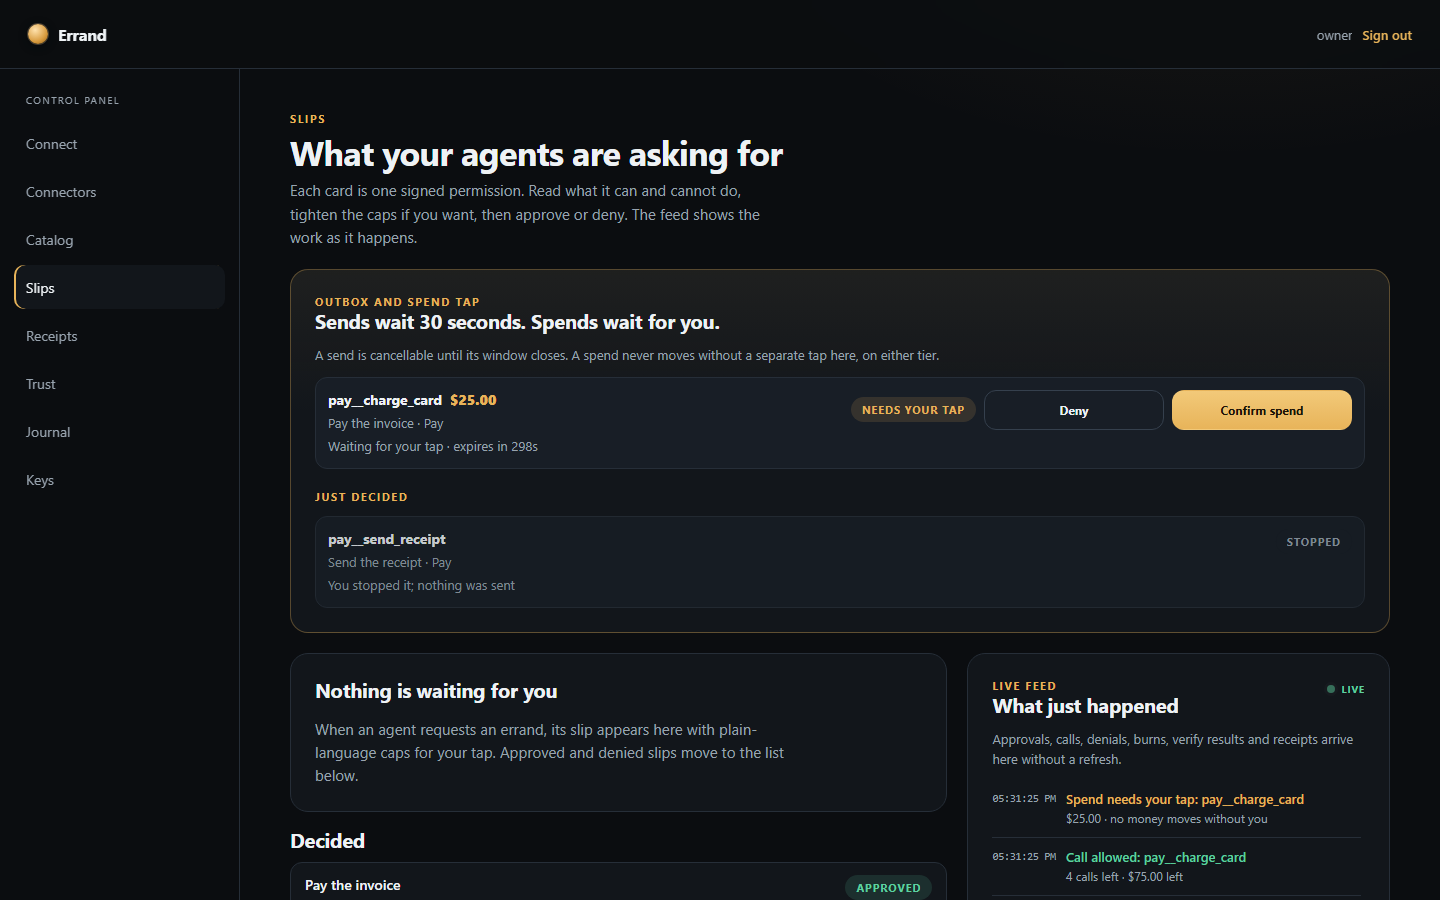 Errand
owner Sign out
CONTROL PANEL
Connect
Connectors
Catalog
Slips
Receipts
Trust
Journal
Keys
SLIPS
What your agents are asking for
Each card is one signed permission. Read what it can and cannot do,
tighten the caps if you want, then approve or deny. The feed shows the
work as it happens.
OUTBOX AND SPEND TAP
Sends wait 30 seconds. Spends wait for you.
A send is cancellable until its window closes. A spend never moves without a separate tap here, on either tier.
pay__charge_card $25.00
Pay the invoice · Pay
Waiting for your tap · expires in 298s
NEEDS YOUR TAP
Deny
Confirm spend
JUST DECIDED
pay__send_receipt
Send the receipt · Pay
You stopped it; nothing was sent
STOPPED
Nothing is waiting for you
When an agent requests an errand, its slip appears here with plain-
language caps for your tap. Approved and denied slips move to the list
below.
Decided
Pay the invoice
APPROVED
LIVE FEED
LIVE
What just happened
Approvals, calls, denials, burns, verify results and receipts arrive
here without a refresh.
05:31:25 PM Spend needs your tap: pay__charge_card
$25.00 · no money moves without you
05:31:25 PM Call allowed: pay__charge_card
4 calls left · $75.00 left